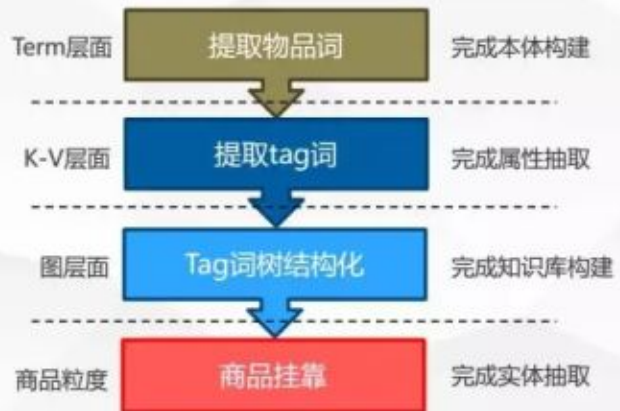 Term层面 提取物品词 完成本体构建
K-V层面 提取tag词 完成属性抽取
图层面 Tag词树结构化 完成知识库构建
商品粒度 商品挂靠 完成实体抽取